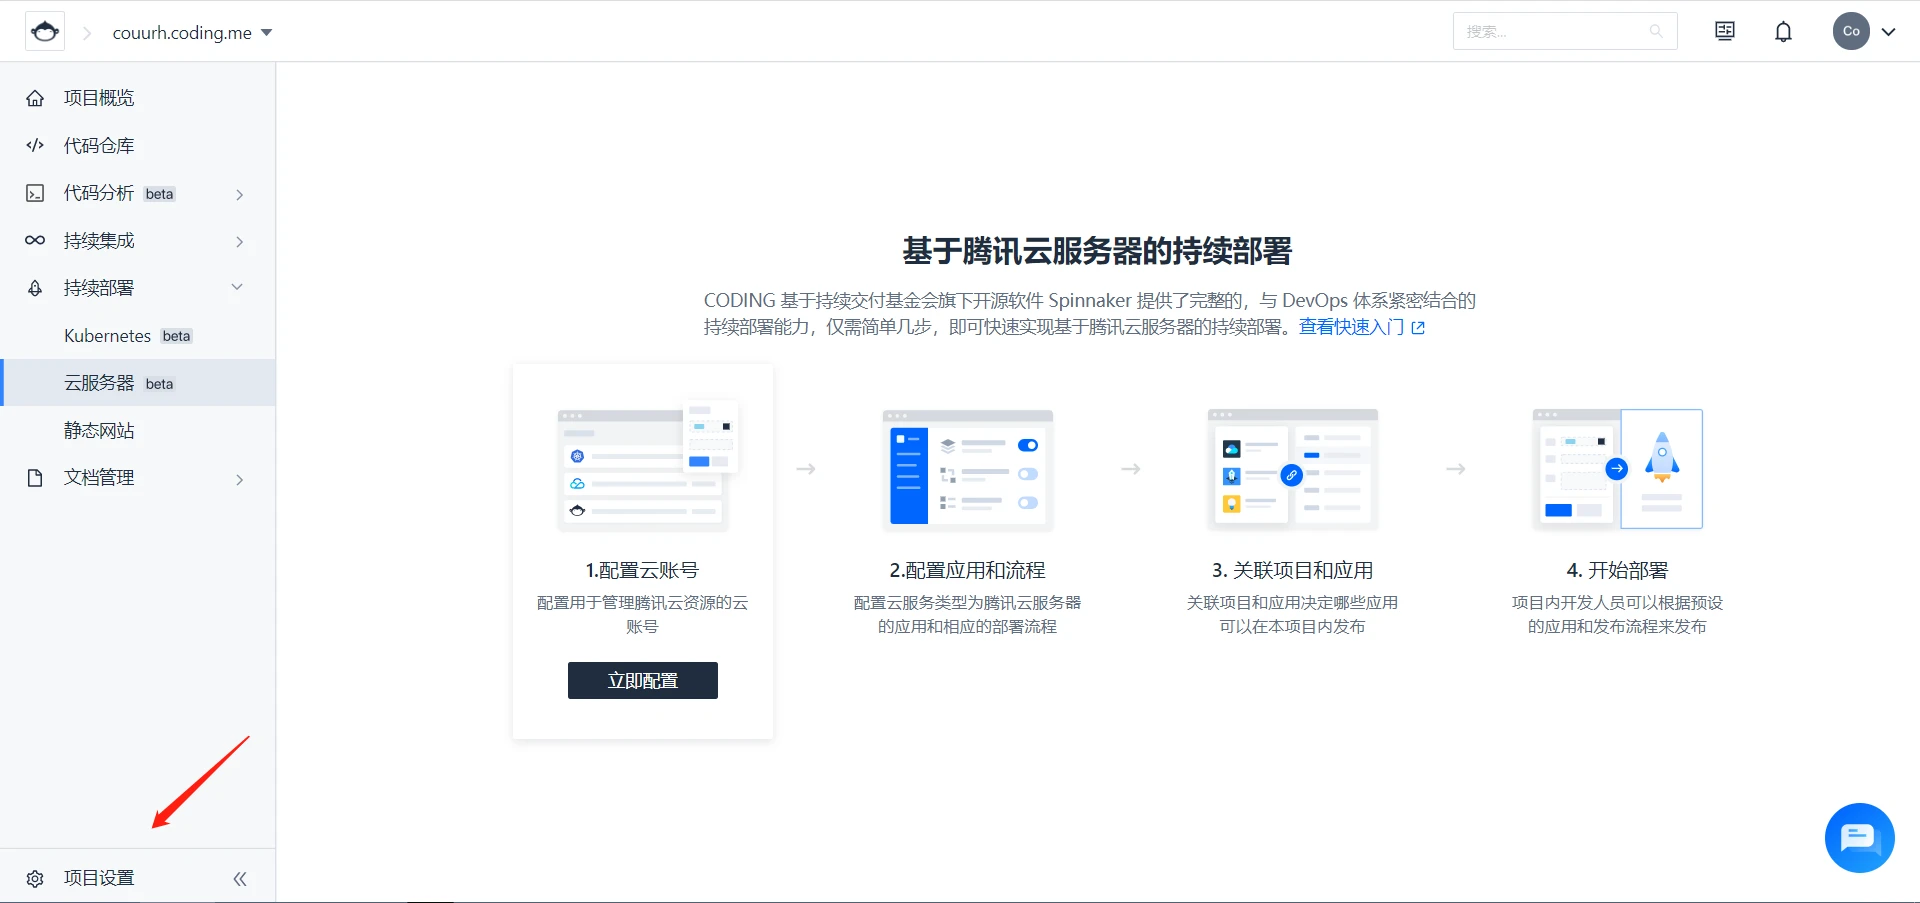 couurh.coding.me
搜索...
Co
项目概览
代码仓库
代码分析 beta
持续集成
持续部署
Kubernetes beta
云服务器 beta
静态网站
文档管理
项目设置
基于腾讯云服务器的持续部署
CODING 基于持续交付基金会旗下开源软件 Spinnaker 提供了完整的，与 DevOps 体系紧密结合的
持续部署能力，仅需简单几步，即可快速实现基于腾讯云服务器的持续部署。查看快速入门
1.配置云账号
配置用于管理腾讯云资源的云
账号
立即配置
2.配置应用和流程
配置云服务类型为腾讯云服务器
的应用和相应的部署流程
3. 关联项目和应用
关联项目和应用决定哪些应用
可以在本项目内发布
4. 开始部署
项目内开发人员可以根据预设
的应用和发布流程来发布